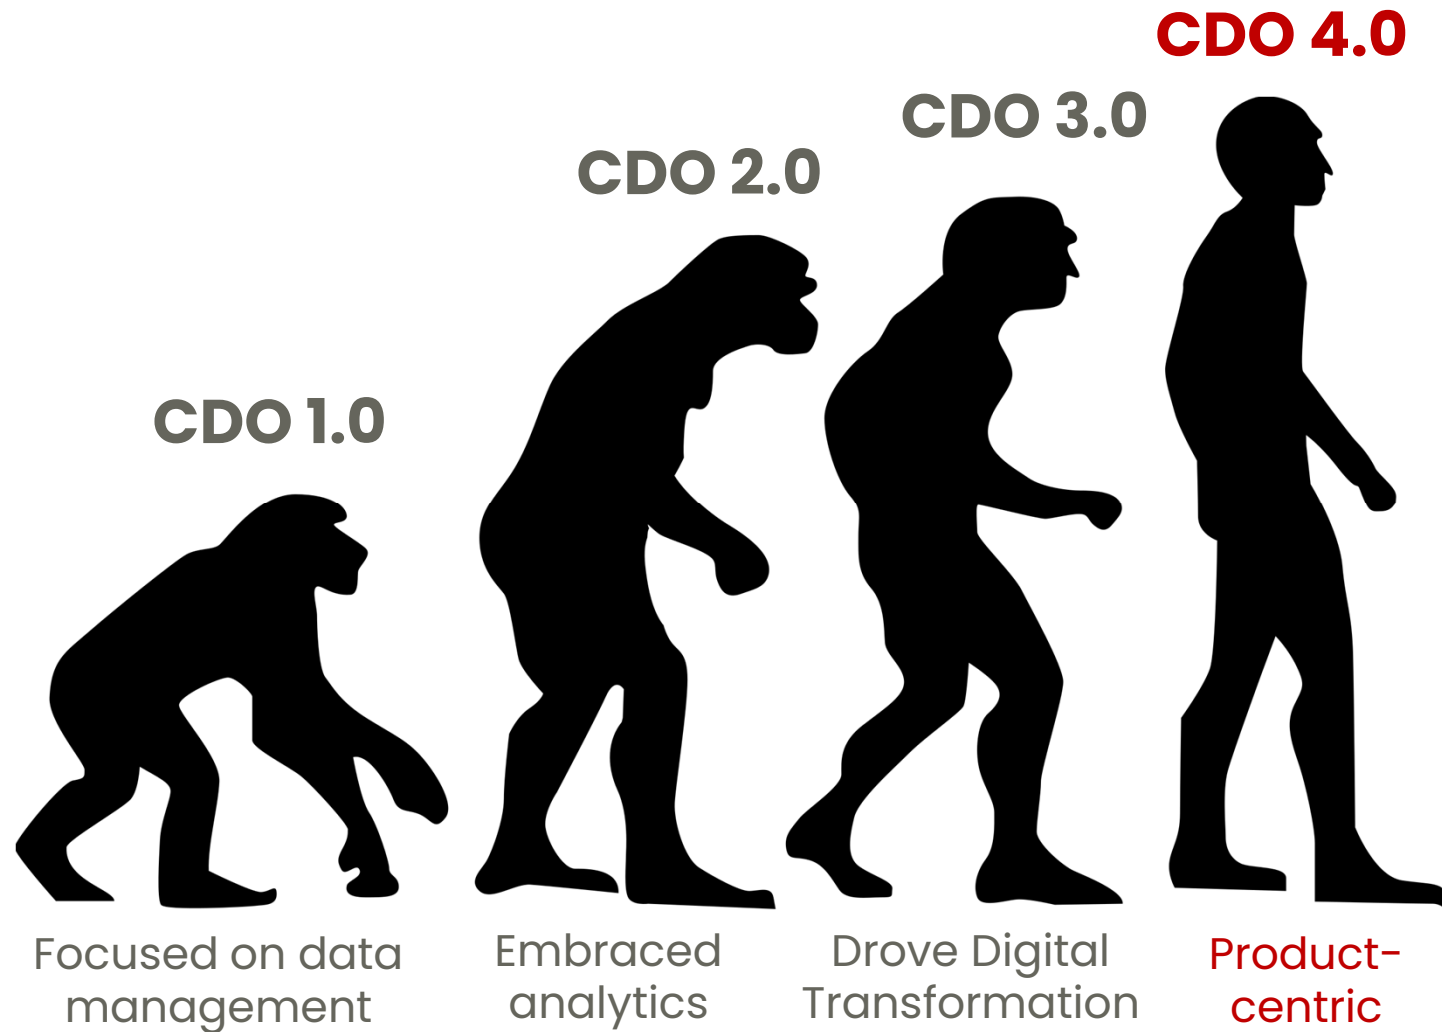 CDO 1.0
CDO 2.0
CDO 3.0
CDO 4.0
Focused on data
management
Embraced
analytics
Drove Digital
Transformation
Product-
centric